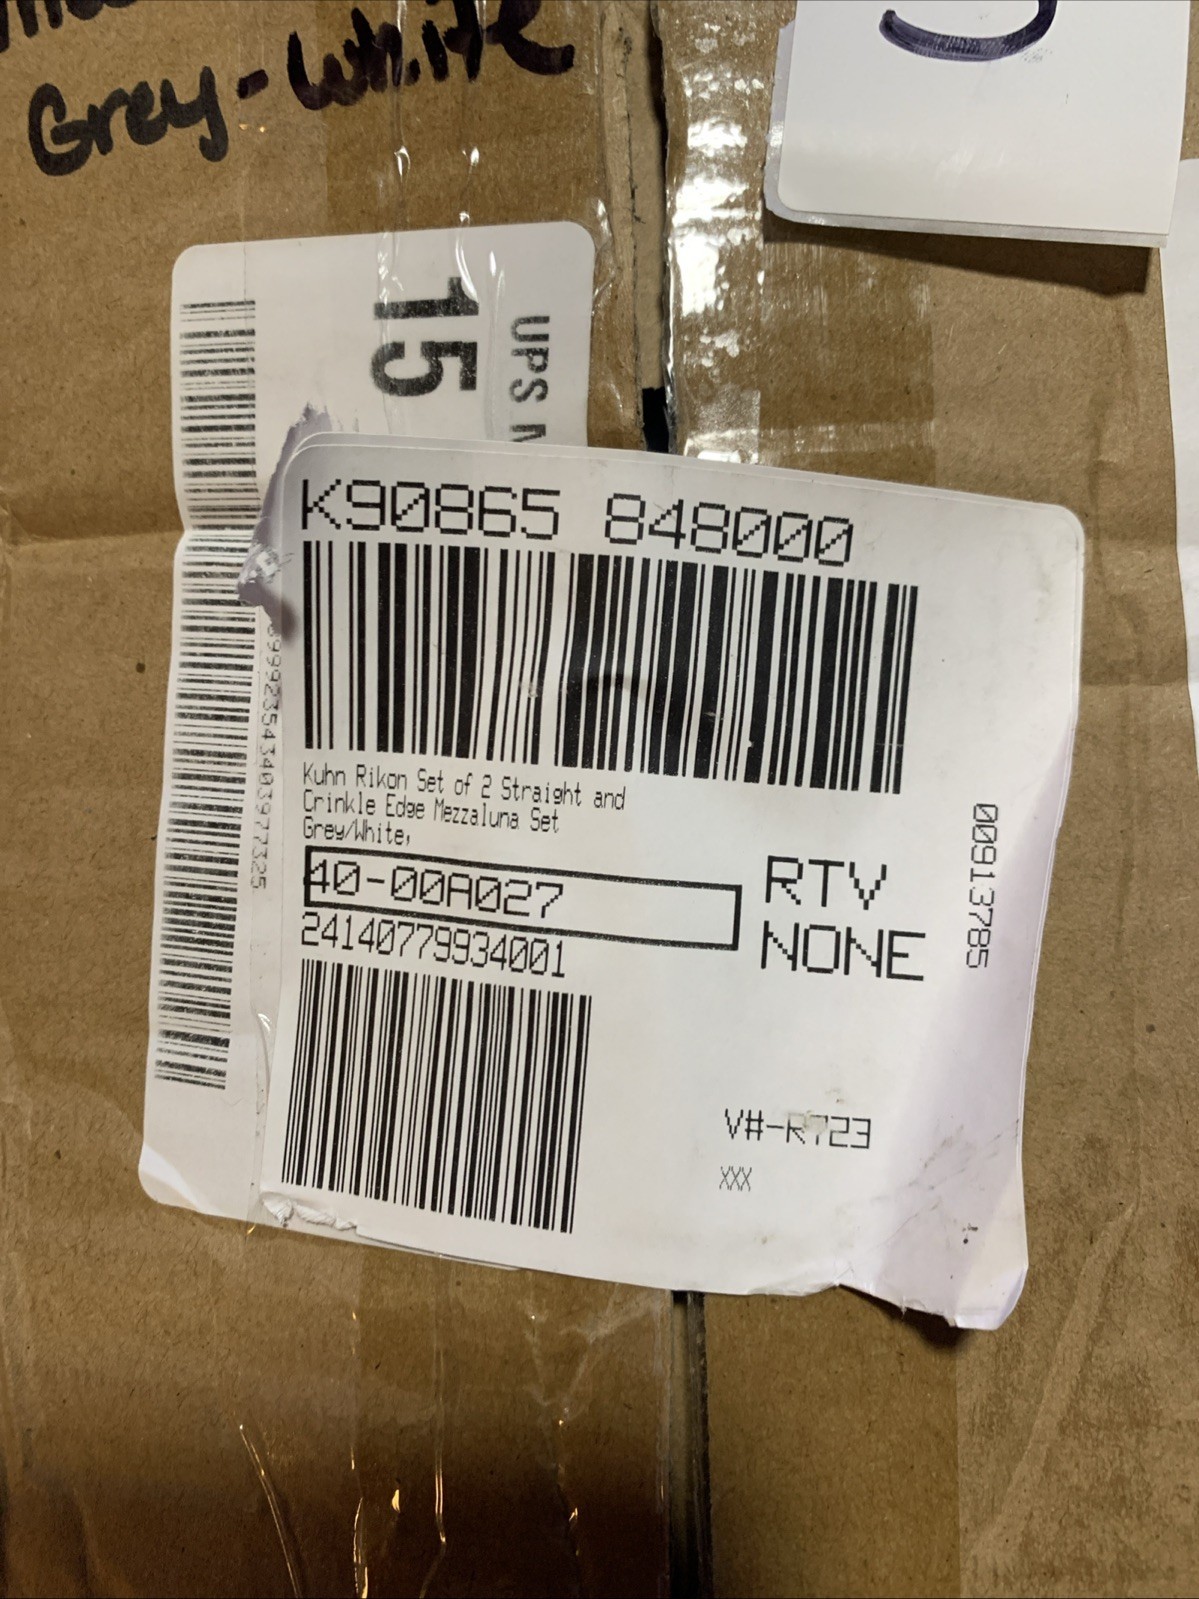 Grey-White
15
UPS M
K90865 848000
Kuhn Rikon Set of 2 Straight and
Crinkle Edge Mezzaluna Set
Grey/White,
40-00A027
24140779934001
RTV
NONE
00913785
V#-R723
XXX